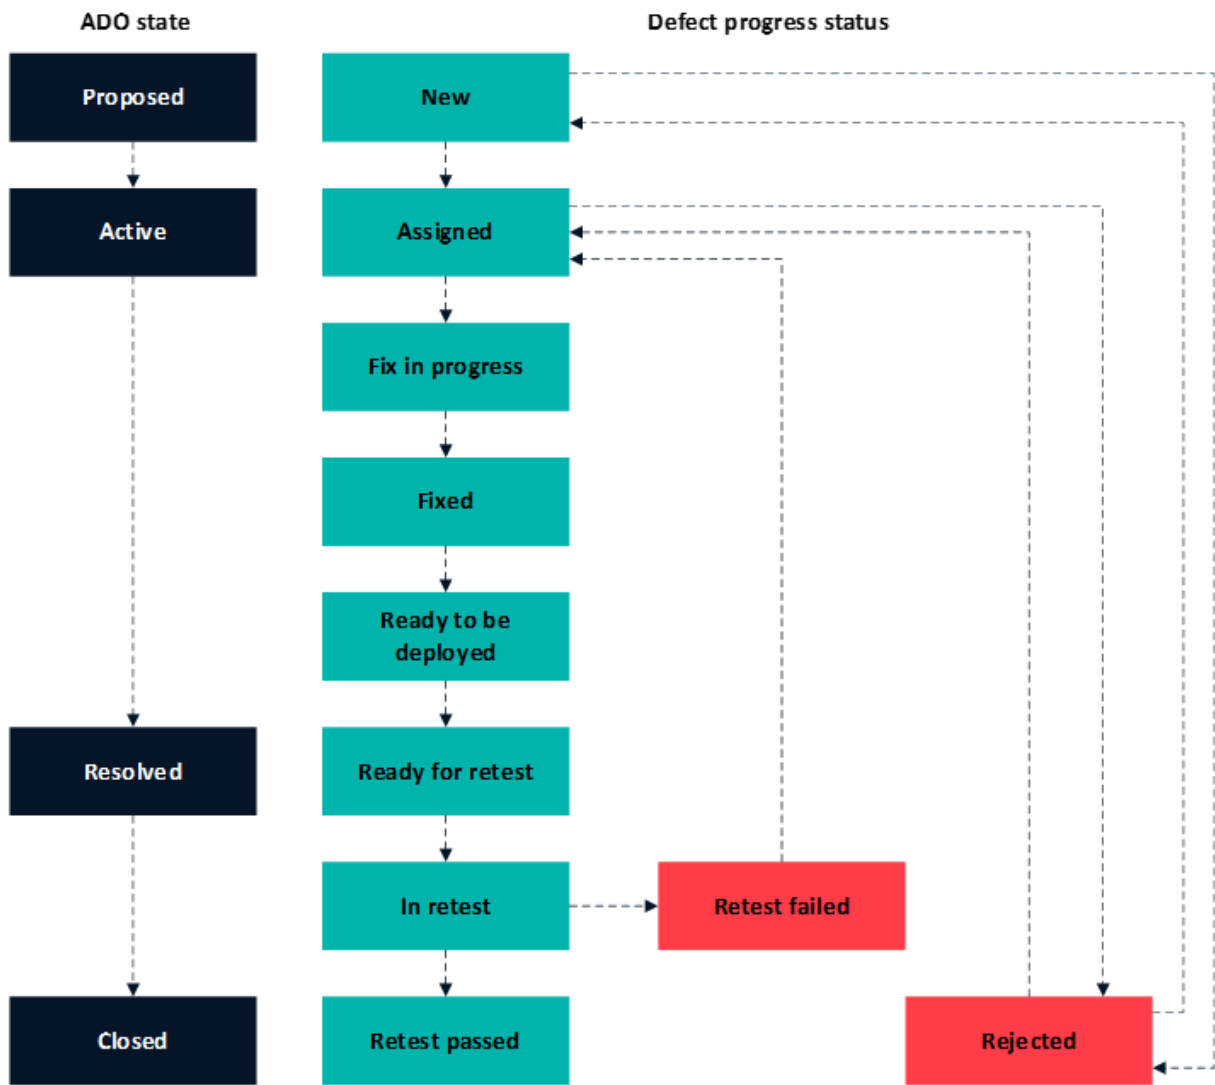 ADO state
Defect progress status
Proposed
New
Active
Assigned
Fix in progress
Fixed
Ready to be
deployed
Resolved
Ready for retest
In retest
Retest failed
Closed
Retest passed
Rejected